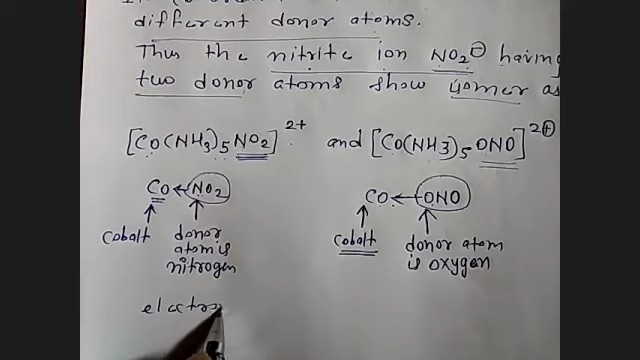 different donor atoms.
Thus the nitrite ion NO2⊖ having
two donor atoms show isomer as
[Co(NH3)5NO2]2+ and [Co(NH3)5ONO]2⊕
Co ← NO2 Co ← ONO
cobalt donor atom is nitrogen
cobalt donor atom is oxygen